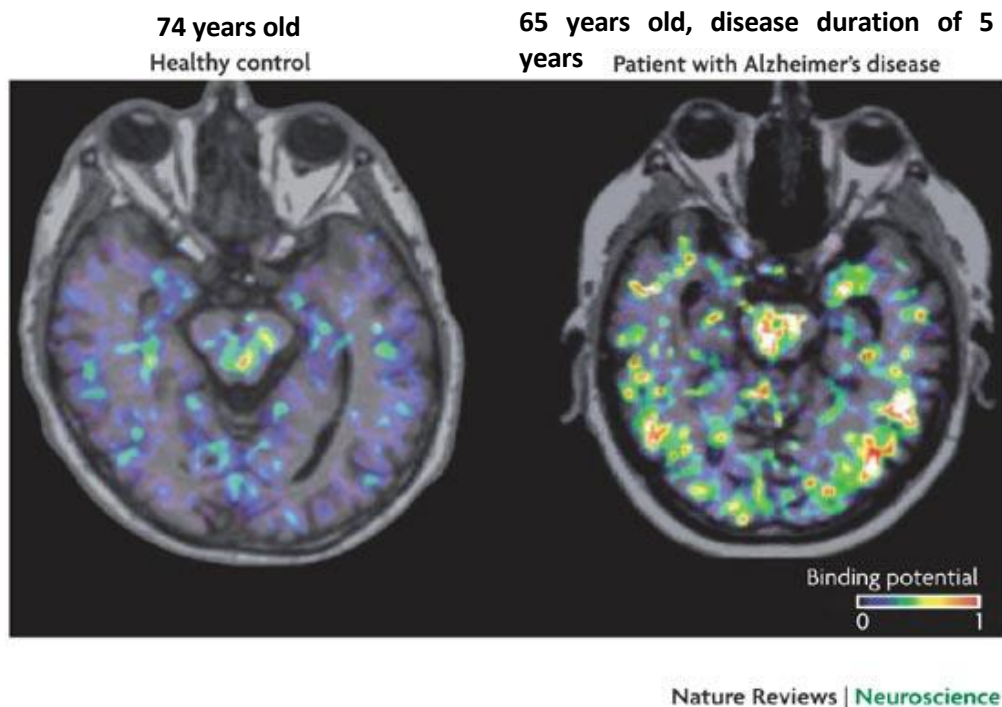 74 years old
Healthy control
65 years old, disease duration of 5
years
Patient with Alzheimer's disease
Binding potential
0 1
Nature Reviews | Neuroscience